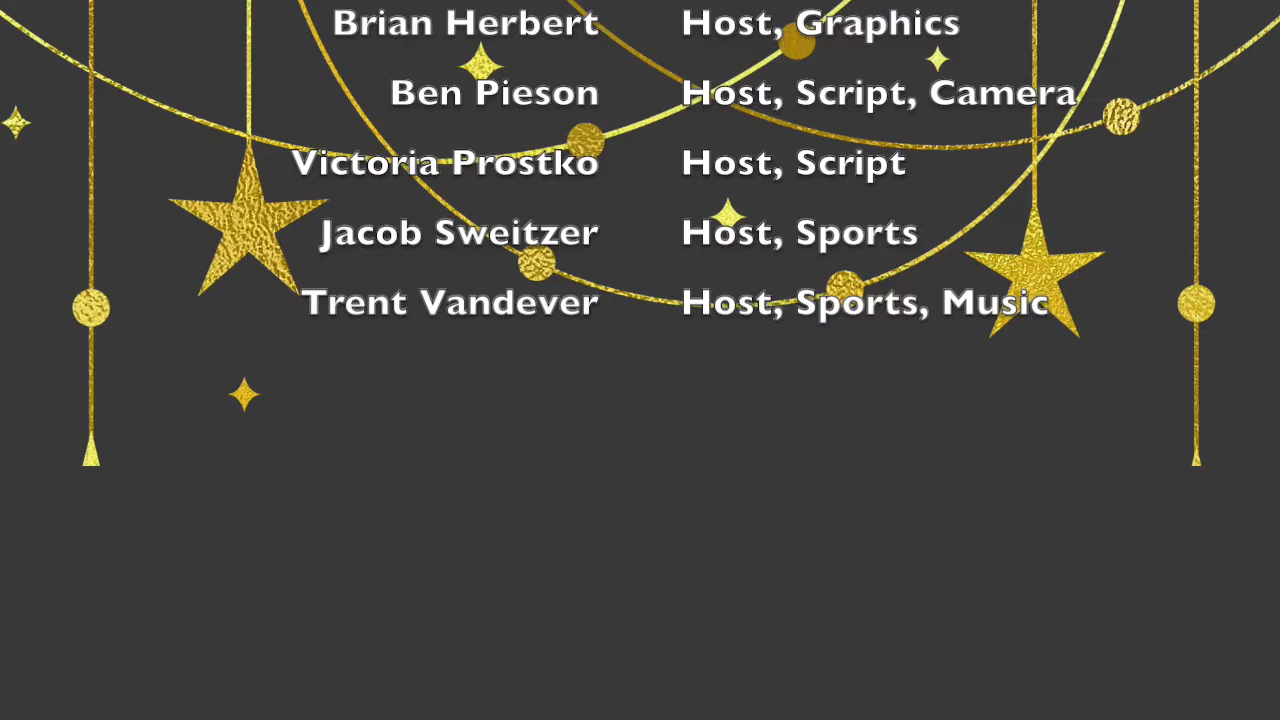 Brian Herbert Host, Graphics
Ben Pieson Host, Script, Camera
Victoria Prostko Host, Script
Jacob Sweitzer Host, Sports
Trent Vandever Host, Sports, Music